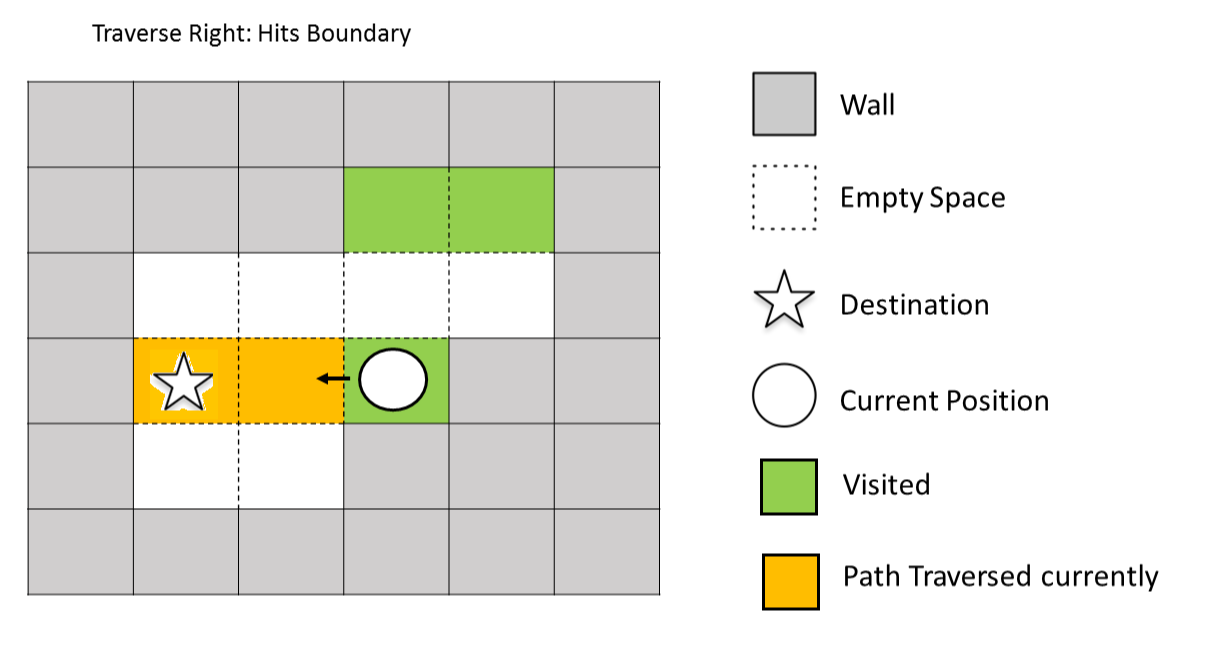 Traverse Right: Hits Boundary
Wall
Empty Space
Destination
Current Position
Visited
Path Traversed currently